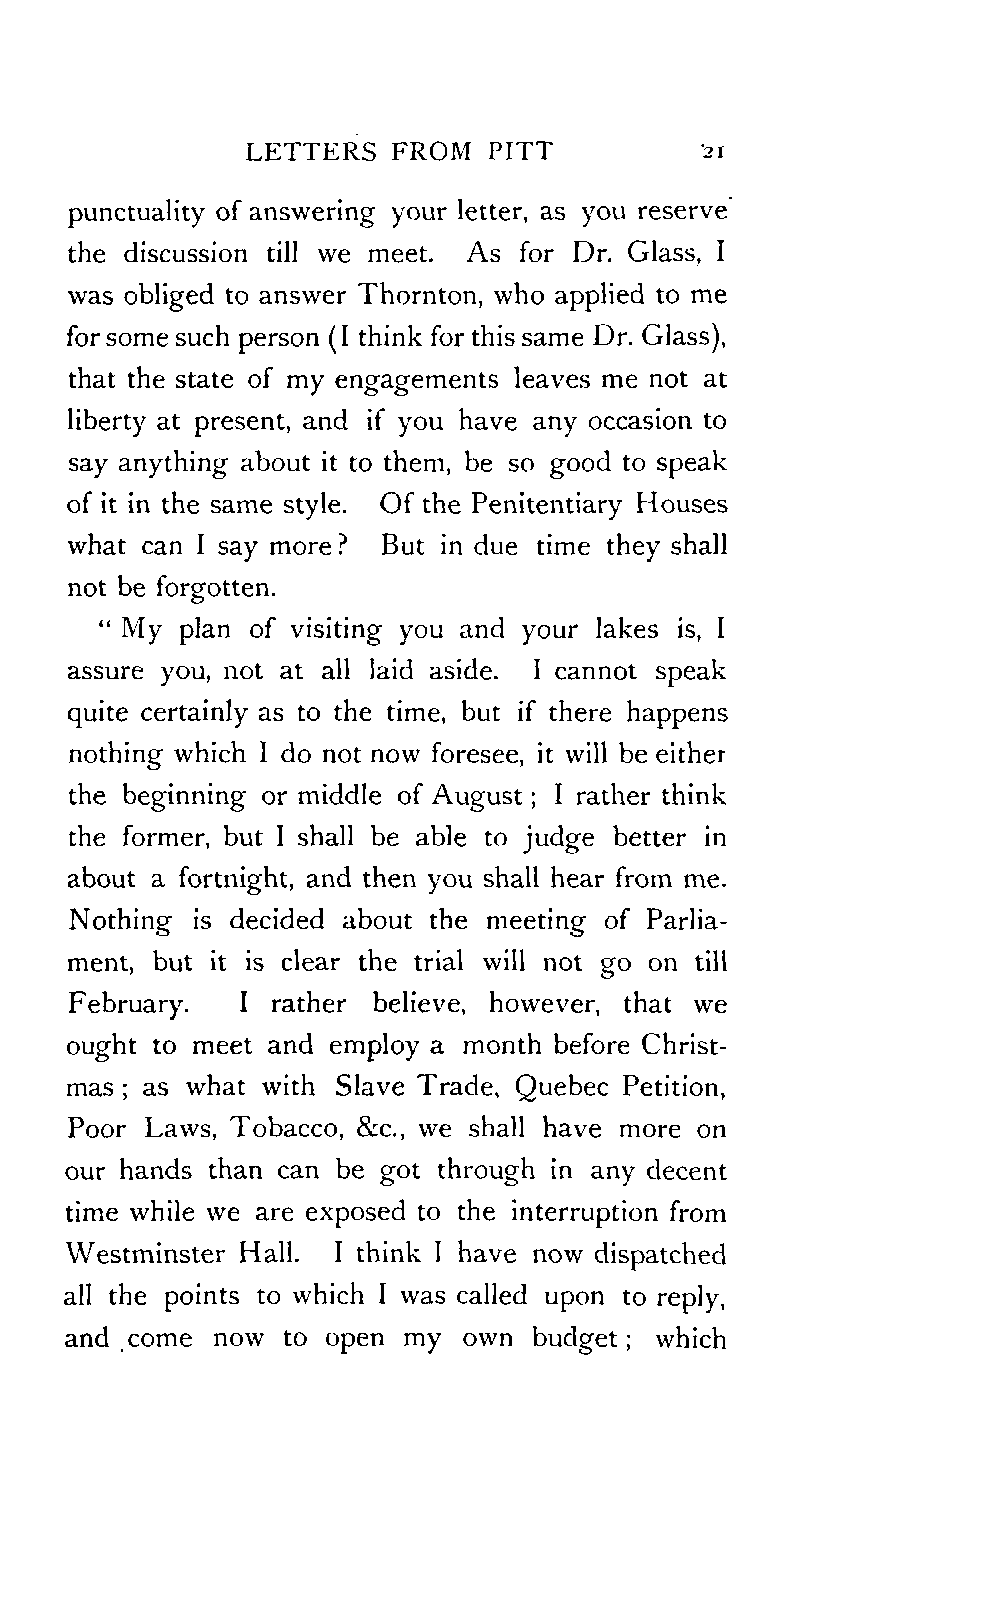 LETTERS FROM PITT 21
punctuality of answering your letter, as you reserve
the discussion till we meet. As for Dr. Glass, I
was obliged to answer Thornton, who applied to me
for some such person (I think for this same Dr. Glass),
that the state of my engagements leaves me not at
liberty at present, and if you have any occasion to
say anything about it to them, be so good to speak
of it in the same style. Of the Penitentiary Houses
what can I say more? But in due time they shall
not be forgotten.
“ My plan of visiting you and your lakes is, I
assure you, not at all laid aside. I cannot speak
quite certainly as to the time, but if there happens
nothing which I do not now foresee, it will be either
the beginning or middle of August ; I rather think
the former, but I shall be able to judge better in
about a fortnight, and then you shall hear from me.
Nothing is decided about the meeting of Parlia-
ment, but it is clear the trial will not go on till
February. I rather believe, however, that we
ought to meet and employ a month before Christ-
mas ; as what with Slave Trade, Quebec Petition,
Poor Laws, Tobacco, &c., we shall have more on
our hands than can be got through in any decent
time while we are exposed to the interruption from
Westminster Hall. I think I have now dispatched
all the points to which I was called upon to reply,
and come now to open my own budget ; which